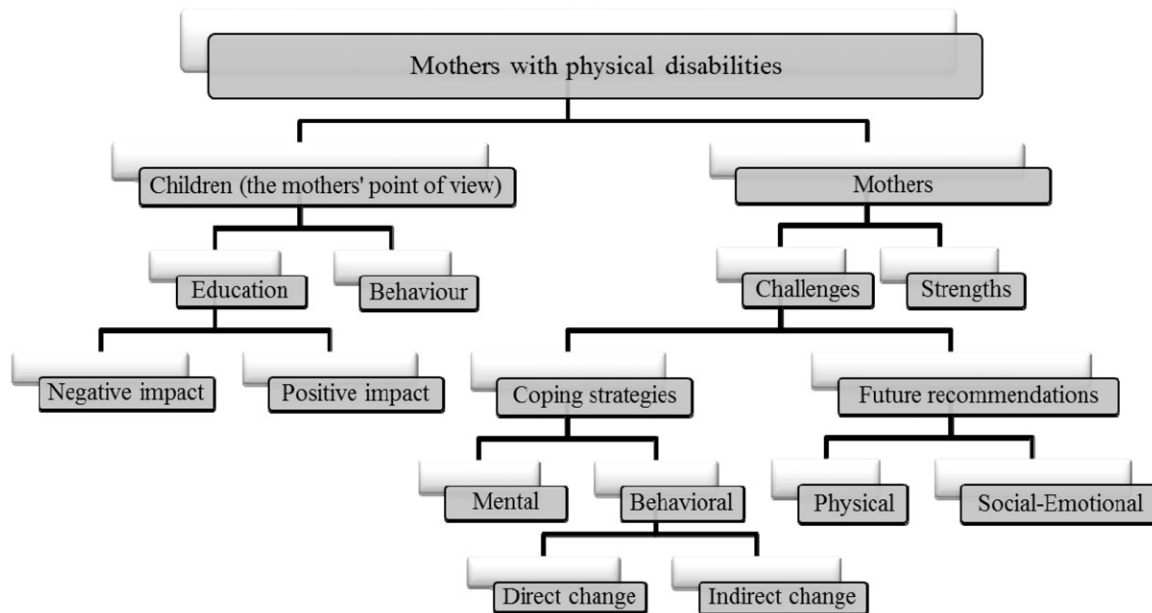 Mothers with physical disabilities
Children (the mothers' point of view)
Mothers
Education
Behaviour
Challenges
Strengths
Negative impact
Positive impact
Coping strategies
Future recommendations
Mental
Behavioral
Physical
Social-Emotional
Direct change
Indirect change